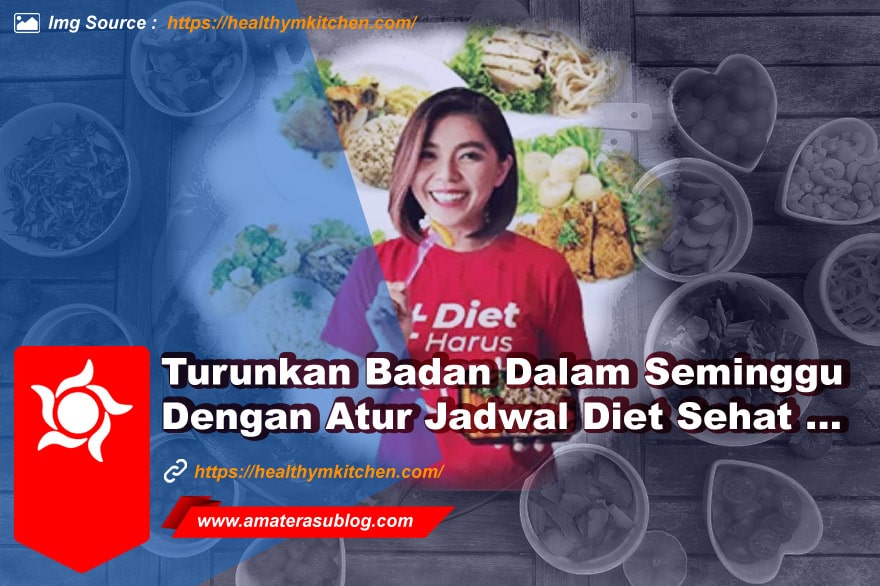 Img Source : https://healthymkitchen.com/
+ Diet
Harus
Turunkan Badan Dalam Seminggu
Dengan Atur Jadwal Diet Sehat ...
https://healthymkitchen.com/
www.amaterasublog.com